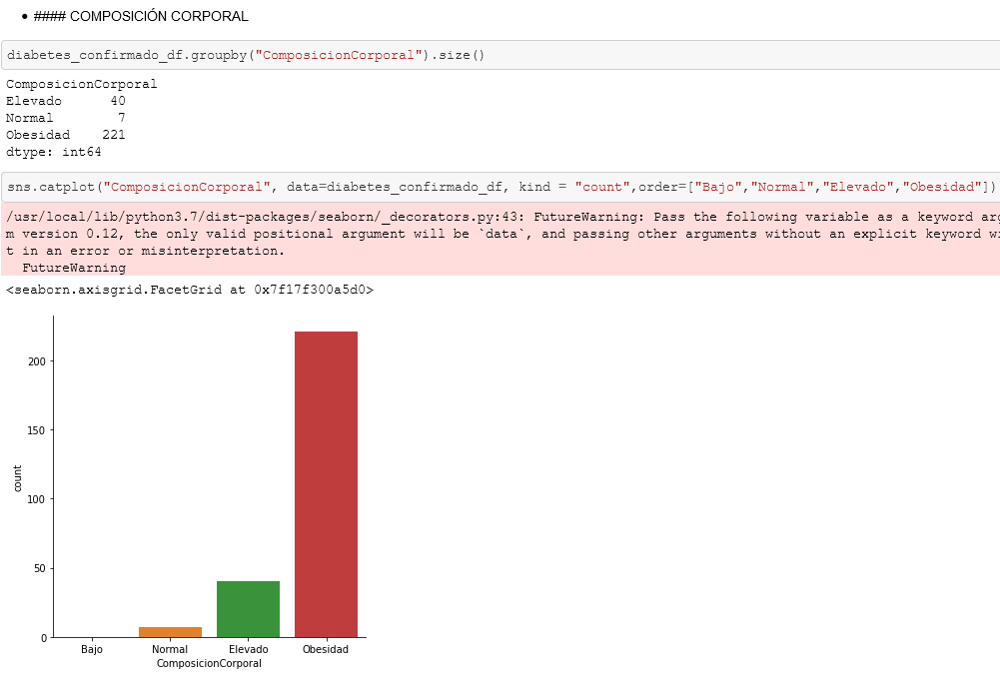 • #### COMPOSICIÓN CORPORAL
diabetes_confirmado_df.groupby("ComposicionCorporal").size()
ComposicionCorporal
Elevado      40
Normal        7
Obesidad    221
dtype: int64
sns.catplot("ComposicionCorporal", data=diabetes_confirmado_df, kind = "count",order=["Bajo","Normal","Elevado","Obesidad"])
/usr/local/lib/python3.7/dist-packages/seaborn/_decorators.py:43: FutureWarning: Pass the following variable as a keyword arg
m version 0.12, the only valid positional argument will be `data`, and passing other arguments without an explicit keyword wi
t in an error or misinterpretation.
  FutureWarning
<seaborn.axisgrid.FacetGrid at 0x7f17f300a5d0>
200
150
100
50
0
count
Bajo Normal Elevado Obesidad
ComposicionCorporal